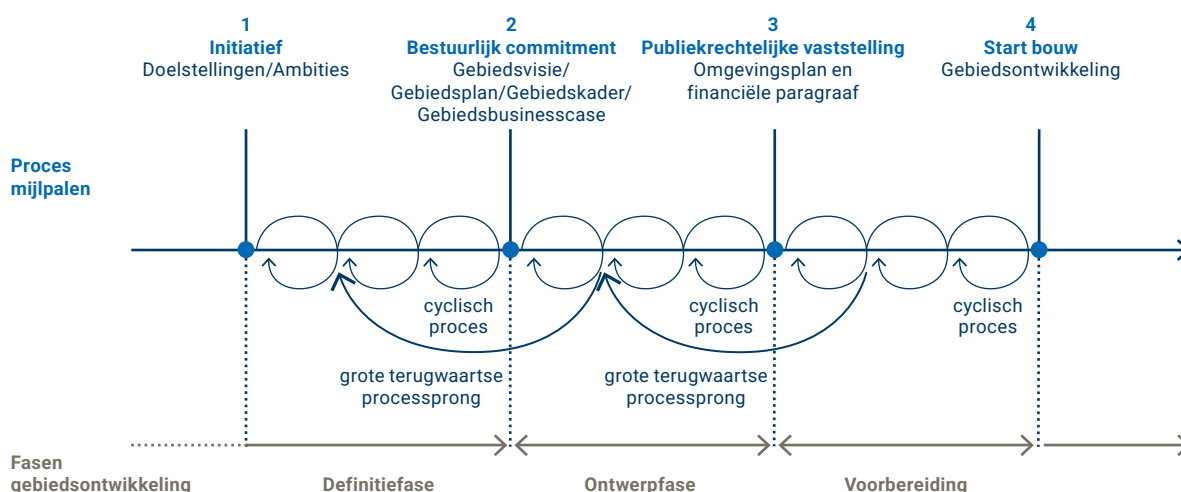 1
Initiatief
Doelstellingen/Ambities
2
Bestuurlijk commitment
Gebiedsvisie/
Gebiedsplan/Gebiedskader/
Gebiedsbusinesscase
3
Publiekrechtelijke vaststelling
Omgevingsplan en
financiële paragraaf
4
Start bouw
Gebiedsontwikkeling
Proces
mijlpalen
cyclisch
proces
cyclisch
proces
cyclisch
proces
grote terugwaartse
processprong
grote terugwaartse
processprong
Fasen
gebiedsontwikkeling
Definitiefase
Ontwerpfase
Voorbereiding